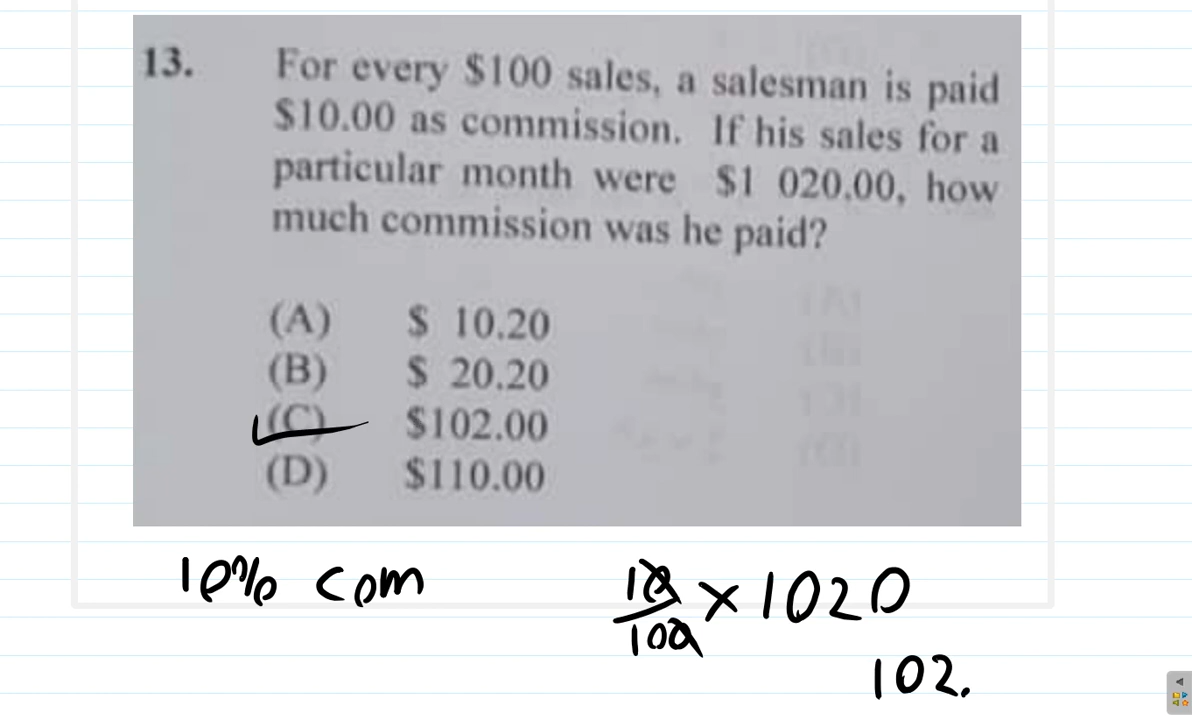 13. For every $100 sales, a salesman is paid
$10.00 as commission. If his sales for a
particular month were $1 020.00, how
much commission was he paid?
(A) $ 10.20
(B) $ 20.20
(C) $102.00
(D) $110.00
10% com
10/100 × 1020
102.